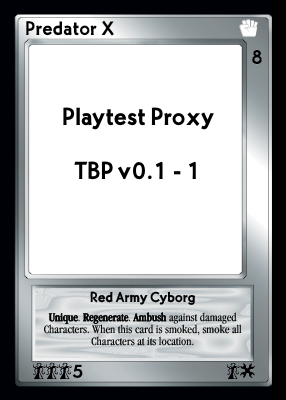 Predator X
8
Playtest Proxy
TBP v0.1 - 1
Red Army Cyborg
Unique. Regenerate. Ambush against damaged
Characters. When this card is smoked, smoke all
Characters at its location.
5